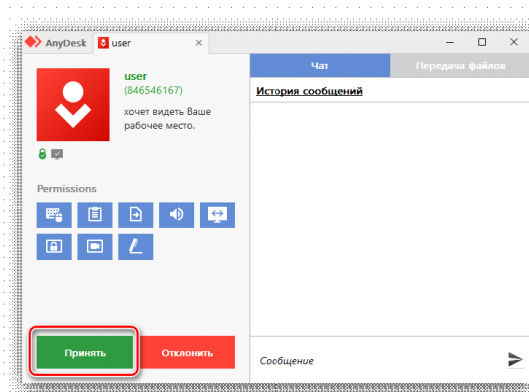 AnyDesk
user
user
(846546167)
хочет видеть Ваше
рабочее место.
Permissions
Принять
Отклонить
Чат
Передача файлов
История сообщений
Сообщение